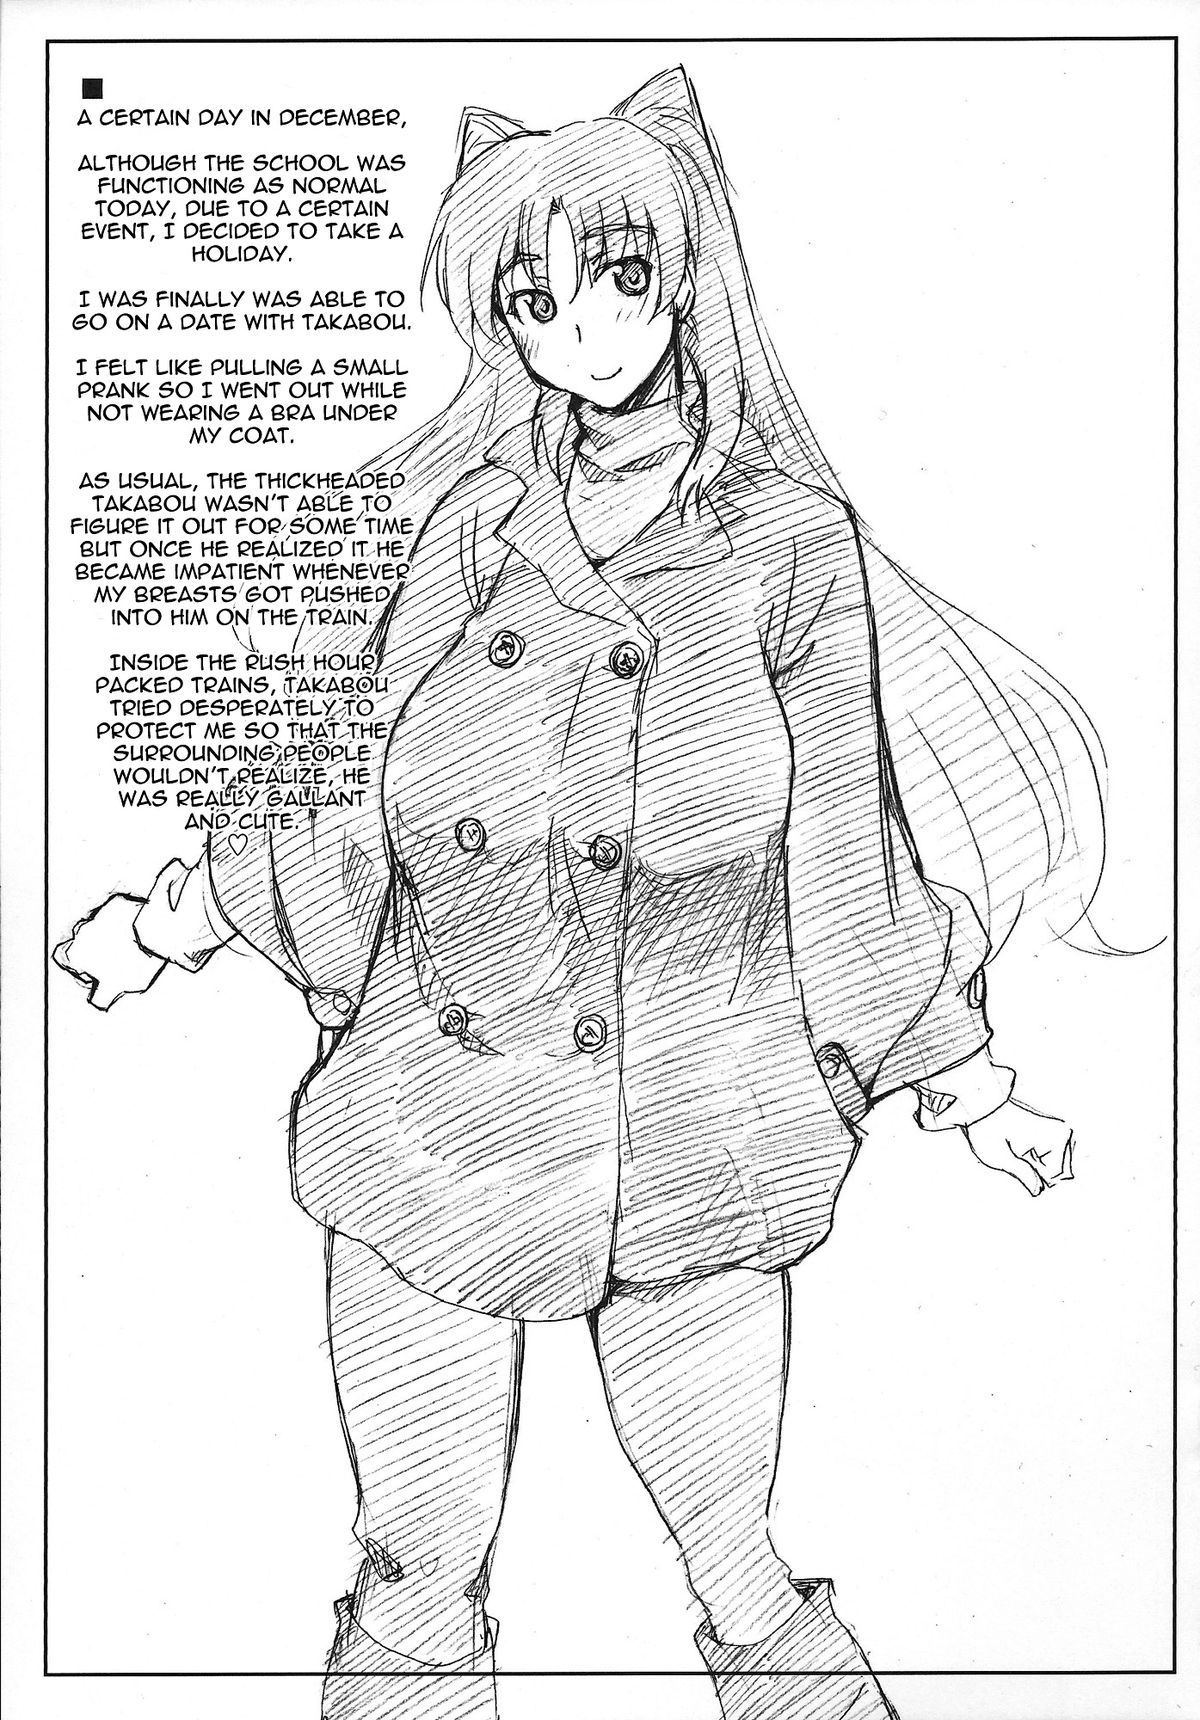 A CERTAIN DAY IN DECEMBER,
ALTHOUGH THE SCHOOL WAS
FUNCTIONING AS NORMAL
TODAY, DUE TO A CERTAIN
EVENT, I DECIDED TO TAKE A
HOLIDAY.
I WAS FINALLY WAS ABLE TO
GO ON A DATE WITH TAKABOU.
I FELT LIKE PULLING A SMALL
PRANK SO I WENT OUT WHILE
NOT WEARING A BRA UNDER
MY COAT.
AS USUAL, THE THICKHEADED
TAKABOU WASN'T ABLE TO
FIGURE IT OUT FOR SOME TIME
BUT ONCE HE REALIZED IT HE
BECAME IMPATIENT WHENEVER
MY BREASTS GOT PUSHED
INTO HIM ON THE TRAIN.
INSIDE THE RUSH HOUR
PACKED TRAINS, TAKABOU
TRIED DESPERATELY TO
PROTECT ME SO THAT THE
SURROUNDING PEOPLE
WOULDN'T REALIZE, HE
WAS REALLY GALLANT
AND CUTE.
♡